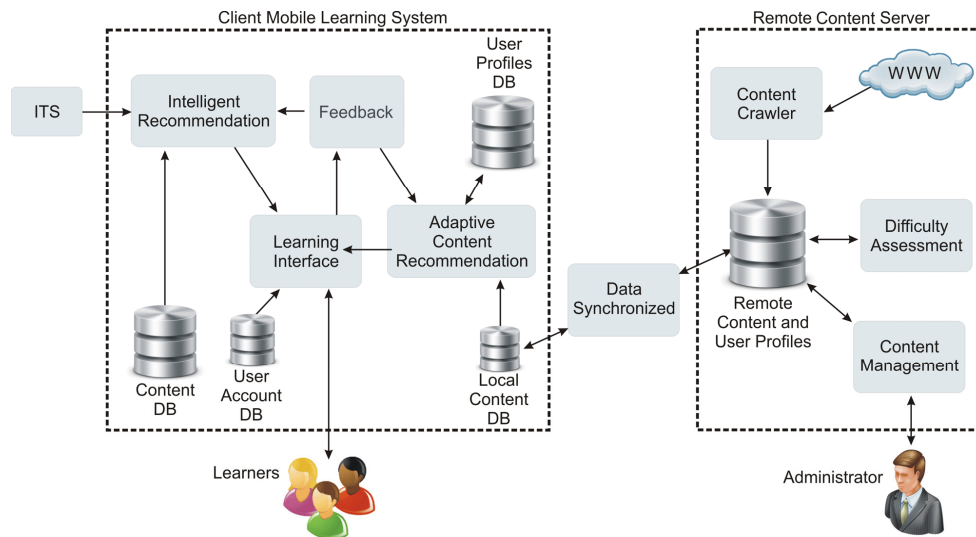 Client Mobile Learning System
Remote Content Server
ITS
Intelligent
Recommendation
Feedback
User
Profiles
DB
Learning
Interface
Adaptive
Content
Recommendation
Content
DB
User
Account
DB
Local
Content
DB
Learners
Data
Synchronized
Content
Crawler
WWW
Remote
Content and
User Profiles
Difficulty
Assessment
Content
Management
Administrator